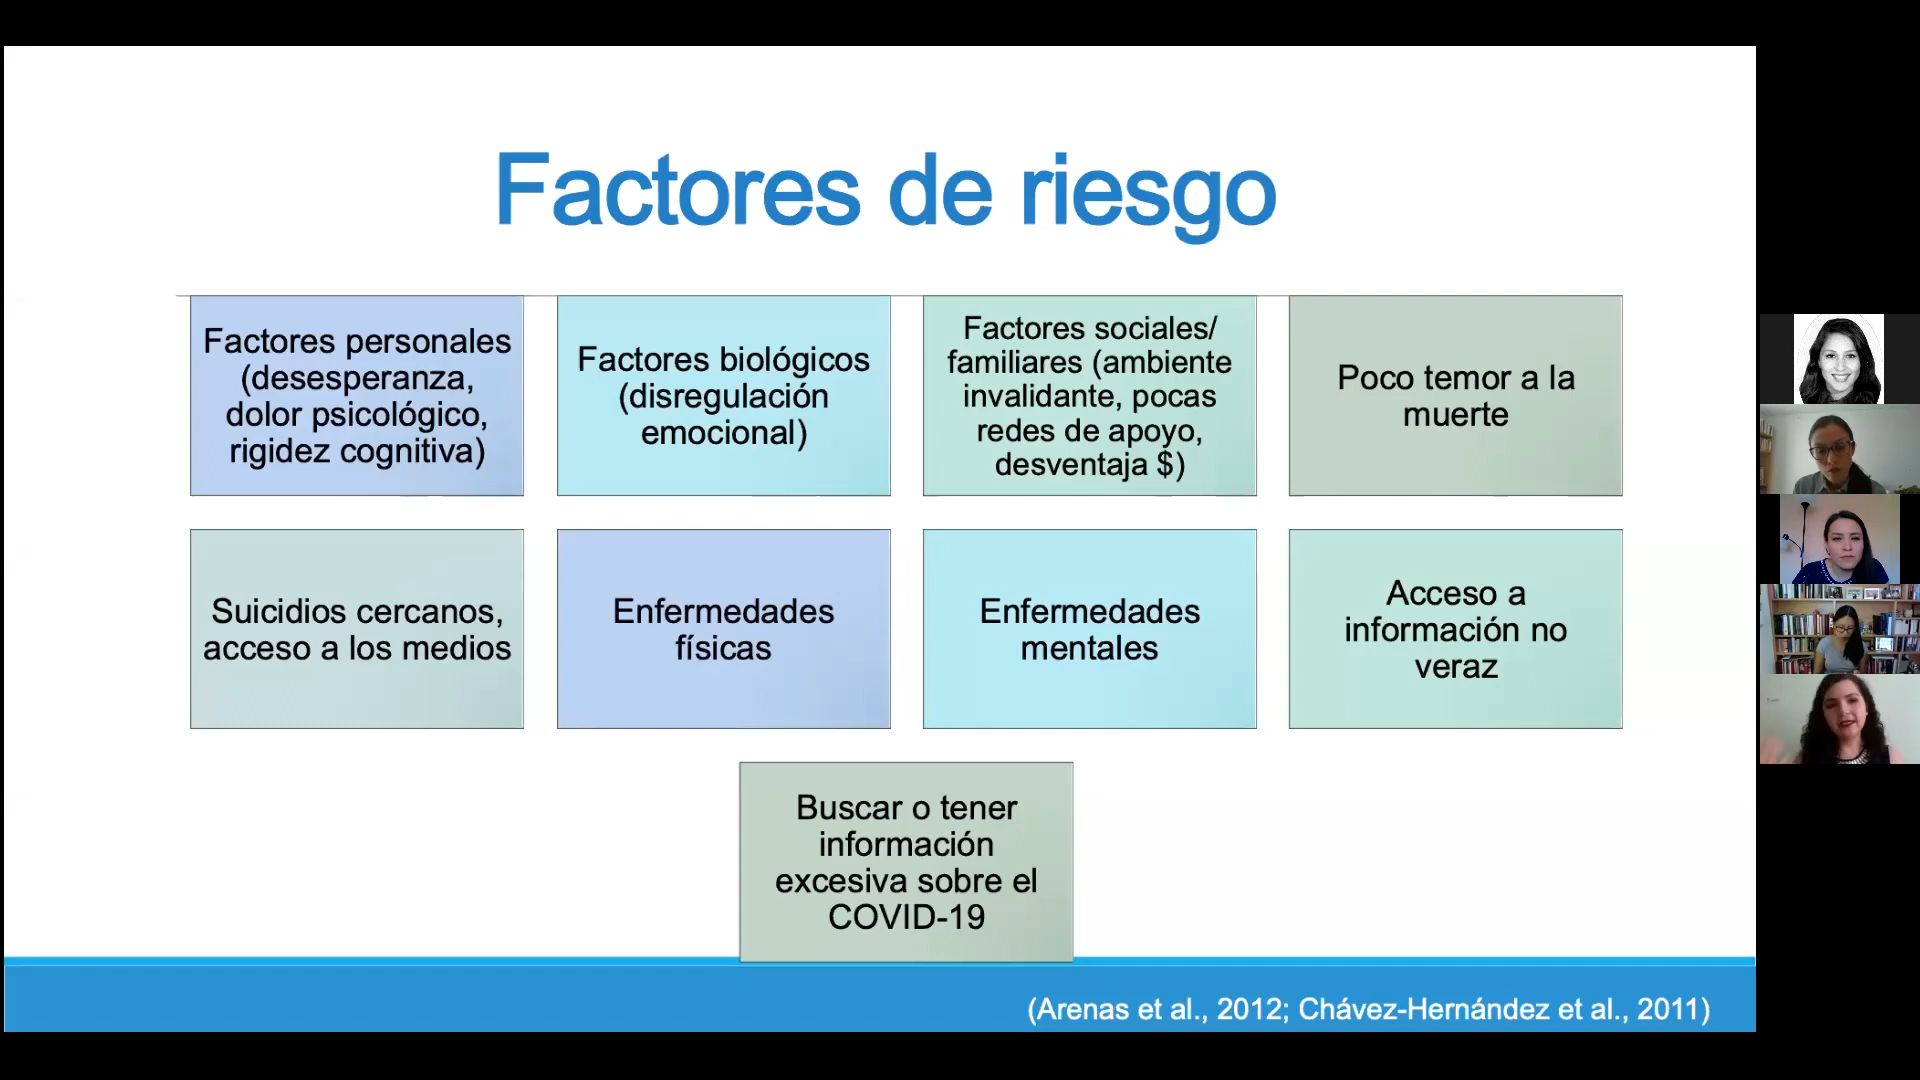 Factores de riesgo
Factores personales
(desesperanza,
dolor psicológico,
rigidez cognitiva)
Factores biológicos
(disregulación
emocional)
Factores sociales/
familiares (ambiente
invalidante, pocas
redes de apoyo,
desventaja $)
Poco temor a la
muerte
Suicidios cercanos,
acceso a los medios
Enfermedades
físicas
Enfermedades
mentales
Acceso a
información no
veraz
Buscar o tener
información
excesiva sobre el
COVID-19
(Arenas et al., 2012; Chávez-Hernández et al., 2011)